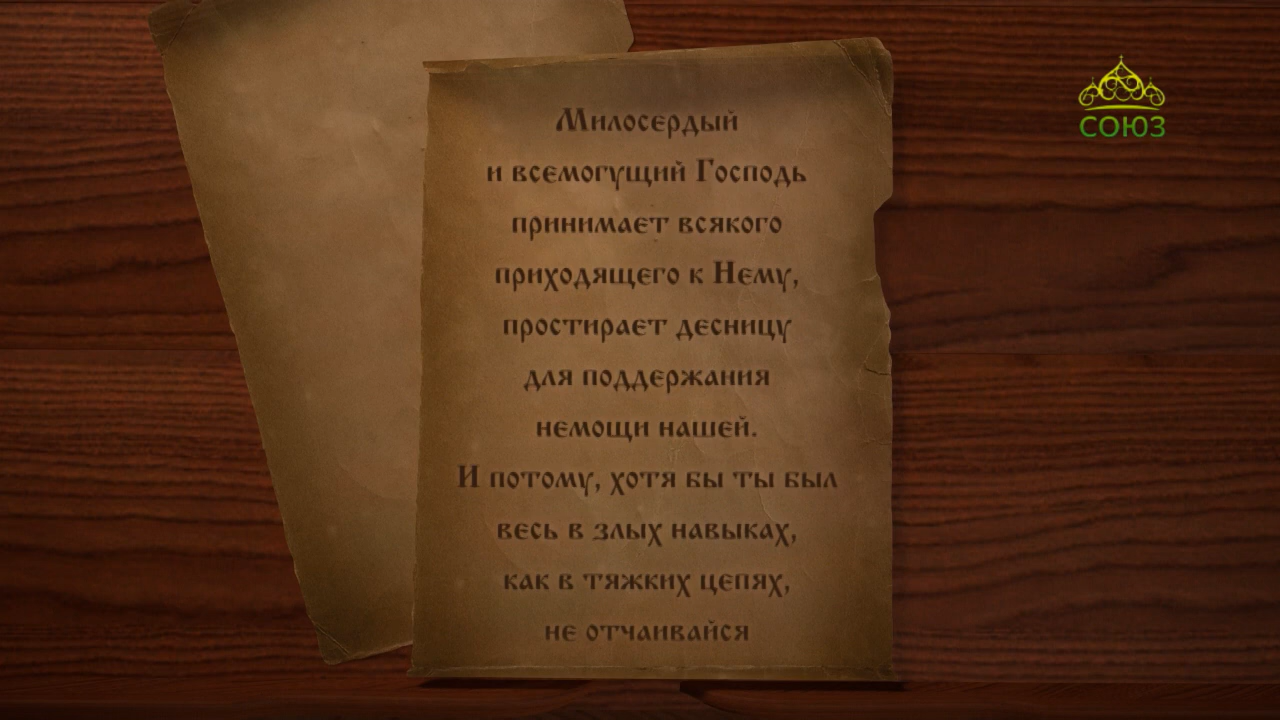 Милосердый
и всемогущий Господь
принимает всякого
приходящего к Нему,
простирает десницу
для поддержания
немощи нашей.
И потому, хотя бы ты был
весь в злых навыках,
как в тяжких цепях,
не отчаивайся
СОЮЗ